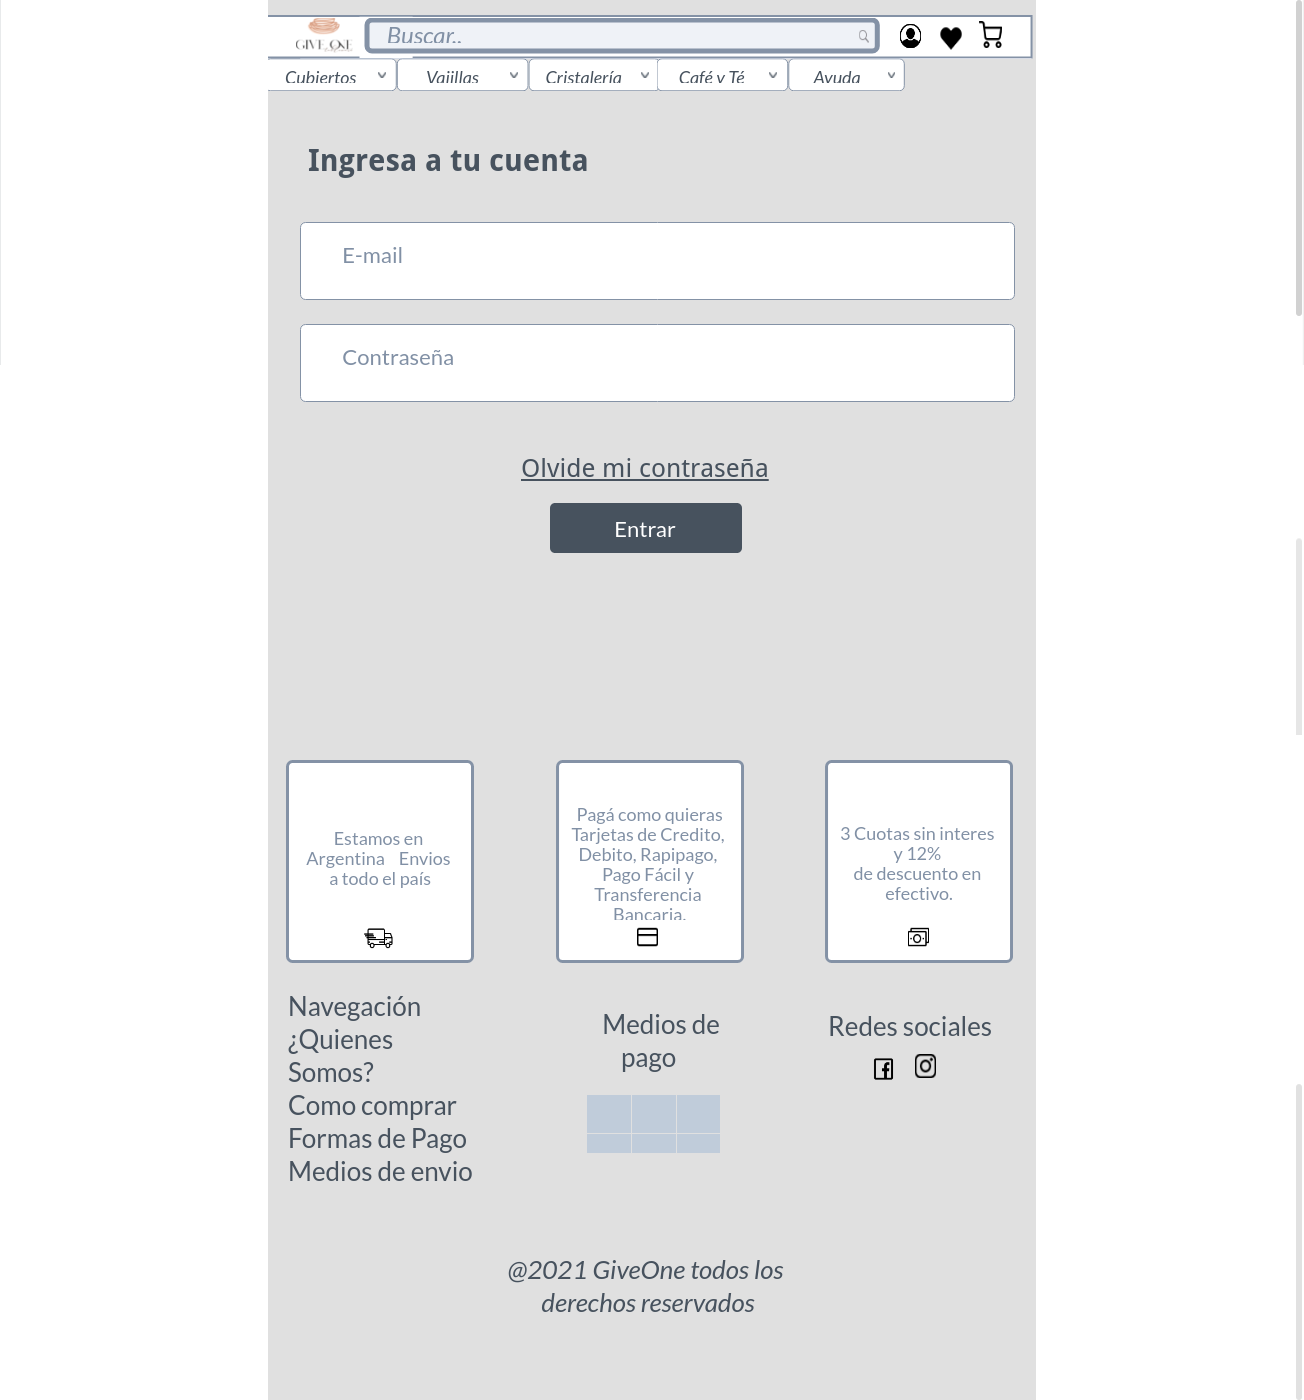 GIVE ONE
Buscar..
Cubiertos
Vajillas
Cristalería
Café y Té
Ayuda
Ingresa a tu cuenta
E-mail
Contraseña
Olvide mi contraseña
Entrar
Estamos en
Argentina Envios
a todo el país
Pagá como quieras
Tarjetas de Credito,
Debito, Rapipago,
Pago Fácil y
Transferencia
Bancaria.
3 Cuotas sin interes
y 12%
de descuento en
efectivo.
Navegación
¿Quienes
Somos?
Como comprar
Formas de Pago
Medios de envio
Medios de
pago
Redes sociales
@2021 GiveOne todos los
derechos reservados